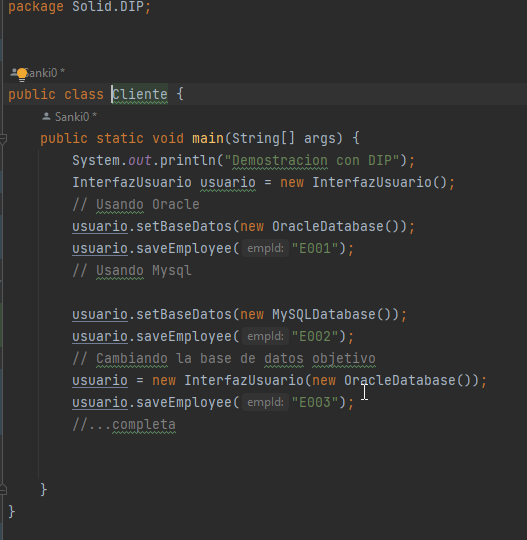 package Solid.DIP;
Sanki0 *
public class Cliente {
Sanki0 *
public static void main(String[] args) {
System.out.println("Demostracion con DIP");
InterfazUsuario usuario = new InterfazUsuario();
// Usando Oracle
usuario.setBaseDatos(new OracleDatabase());
usuario.saveEmployee( empId: "E001");
// Usando Mysql
usuario.setBaseDatos(new MySQLDatabase());
usuario.saveEmployee( empId: "E002");
// Cambiando la base de datos objetivo
usuario = new InterfazUsuario(new OracleDatabase());
usuario.saveEmployee( empId: "E003");
//...completa
}
}